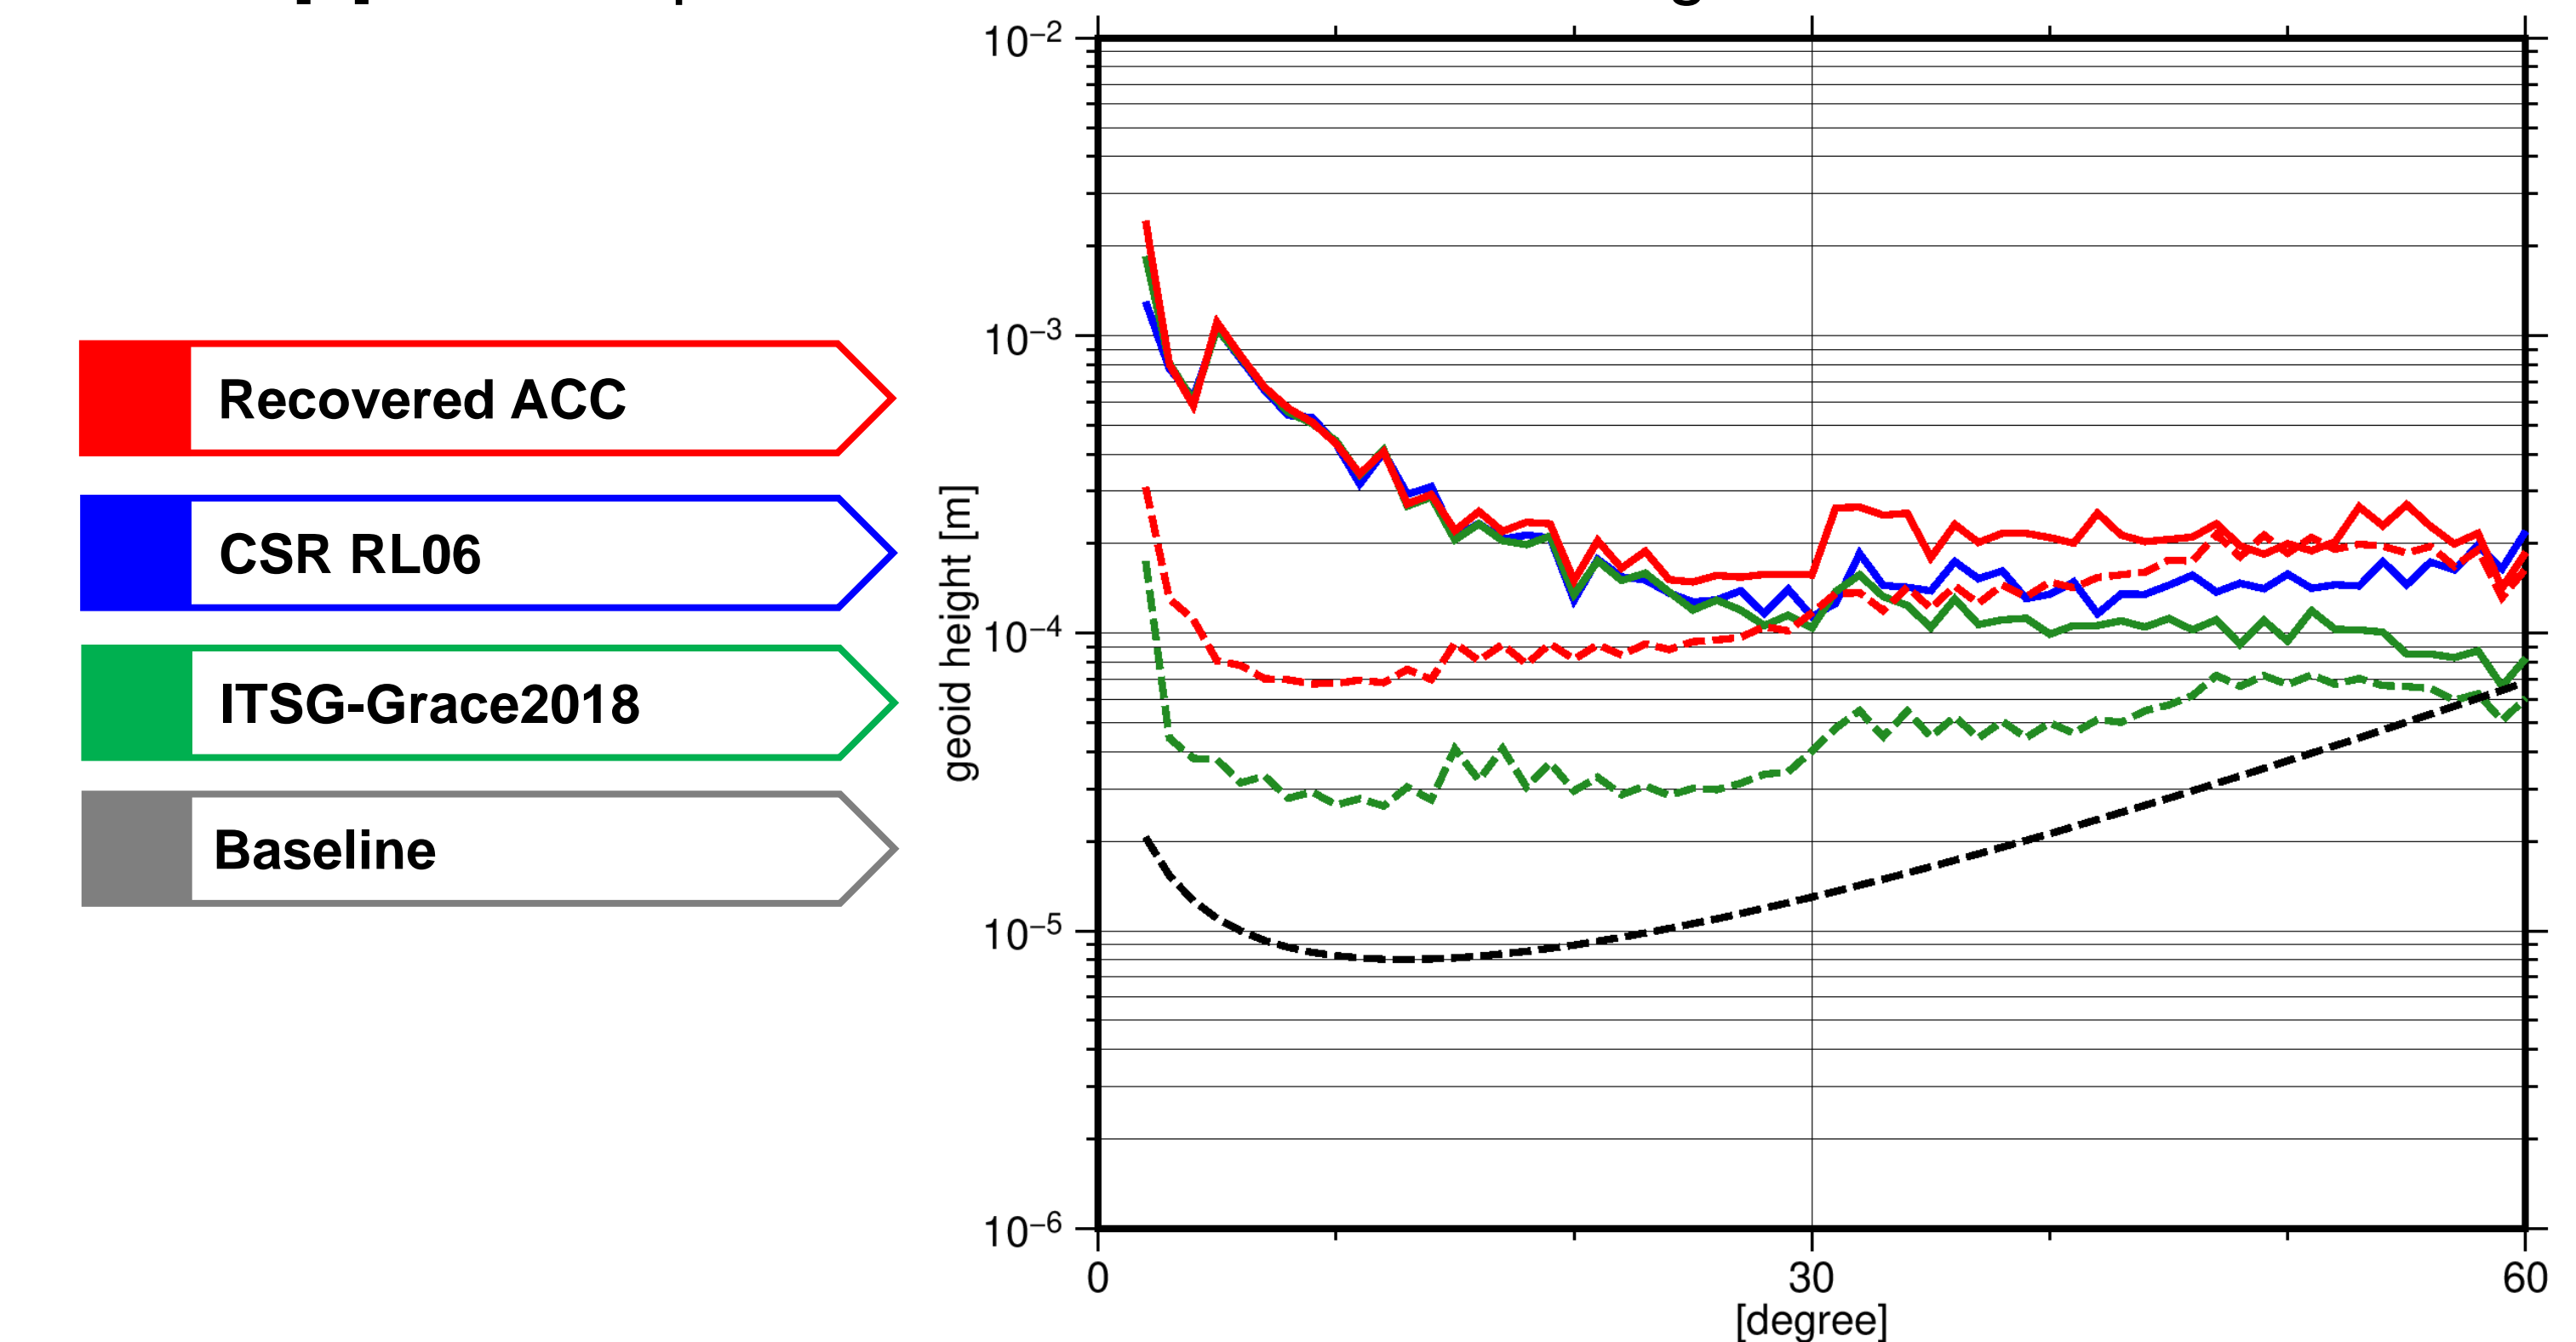 Recovered ACC
CSR RL06
ITSG-Grace2018
Baseline
10−2
10−3
10−4
10−5
10−6
geoid height [m]
0
30
60
[degree]